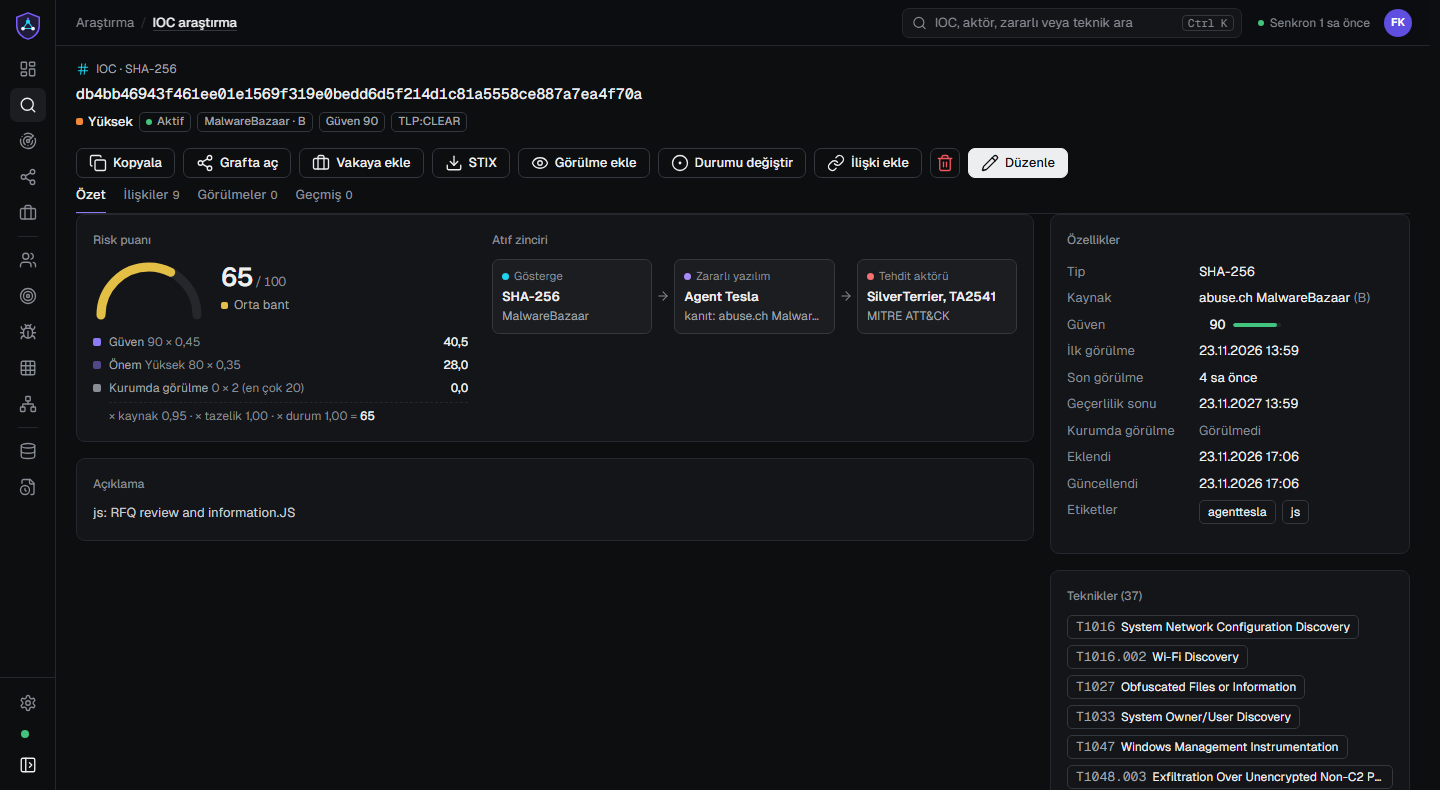 Araştırma / IOC araştırma
IOC, aktör, zararlı veya teknik ara Ctrl K
Senkron 1 sa önce
FK
# IOC · SHA-256
db4bb46943f461ee01e1569f319e0bedd6d5f214d1c81a5558ce887a7ea4f70a
Yüksek Aktif MalwareBazaar · B Güven 90 TLP:CLEAR
Kopyala Grafta aç Vakaya ekle STIX Görülme ekle Durumu değiştir İlişki ekle Düzenle
Özet İlişkiler 9 Görülmeler 0 Geçmiş 0
Risk puanı
65 / 100
Orta bant
Güven 90 × 0,45 40,5
Önem Yüksek 80 × 0,35 28,0
Kurumda görülme 0 × 2 (en çok 20) 0,0
× kaynak 0,95 · × tazelik 1,00 · × durum 1,00 = 65
Atıf zinciri
Gösterge
SHA-256
MalwareBazaar
Zararlı yazılım
Agent Tesla
kanıt: abuse.ch Malwar...
Tehdit aktörü
SilverTerrier, TA2541
MITRE ATT&CK
Açıklama
js: RFQ review and information.JS
Özellikler
Tip SHA-256
Kaynak abuse.ch MalwareBazaar (B)
Güven 90
İlk görülme 23.11.2026 13:59
Son görülme 4 sa önce
Geçerlilik sonu 23.11.2027 13:59
Kurumda görülme Görülmedi
Eklendi 23.11.2026 17:06
Güncellendi 23.11.2026 17:06
Etiketler agenttesla js
Teknikler (37)
T1016 System Network Configuration Discovery
T1016.002 Wi-Fi Discovery
T1027 Obfuscated Files or Information
T1033 System Owner/User Discovery
T1047 Windows Management Instrumentation
T1048.003 Exfiltration Over Unencrypted Non-C2 P...